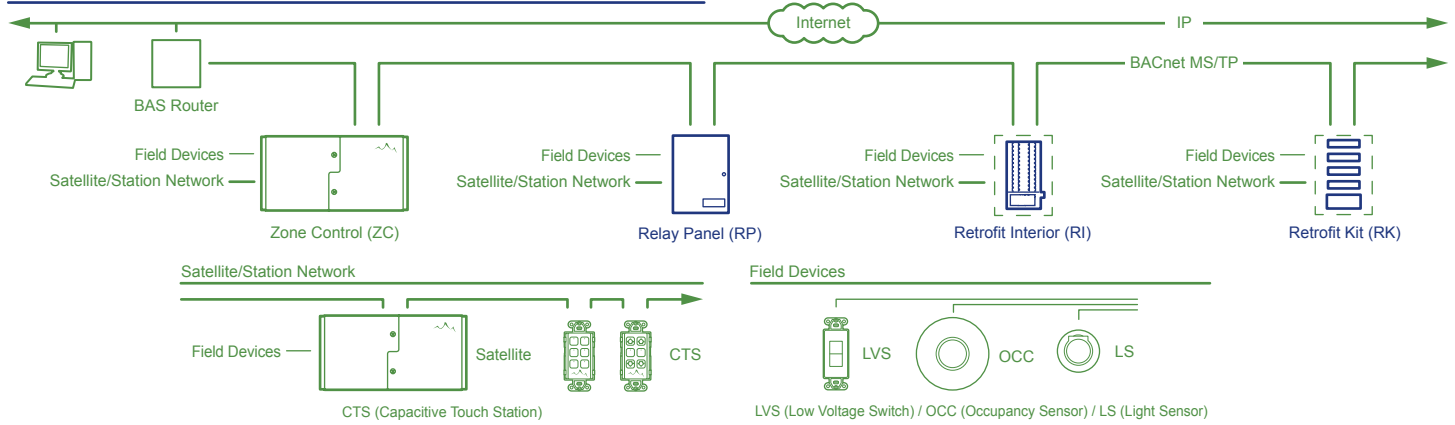 Internet
IP
BACnet MS/TP
BAS Router
Field Devices
Satellite/Station Network
Zone Control (ZC)
Field Devices
Satellite/Station Network
Relay Panel (RP)
Field Devices
Satellite/Station Network
Retrofit Interior (RI)
Field Devices
Satellite/Station Network
Retrofit Kit (RK)
Satellite/Station Network
Field Devices
Satellite
CTS
CTS (Capacitive Touch Station)
Field Devices
LVS
OCC
LS
LVS (Low Voltage Switch) / OCC (Occupancy Sensor) / LS (Light Sensor)